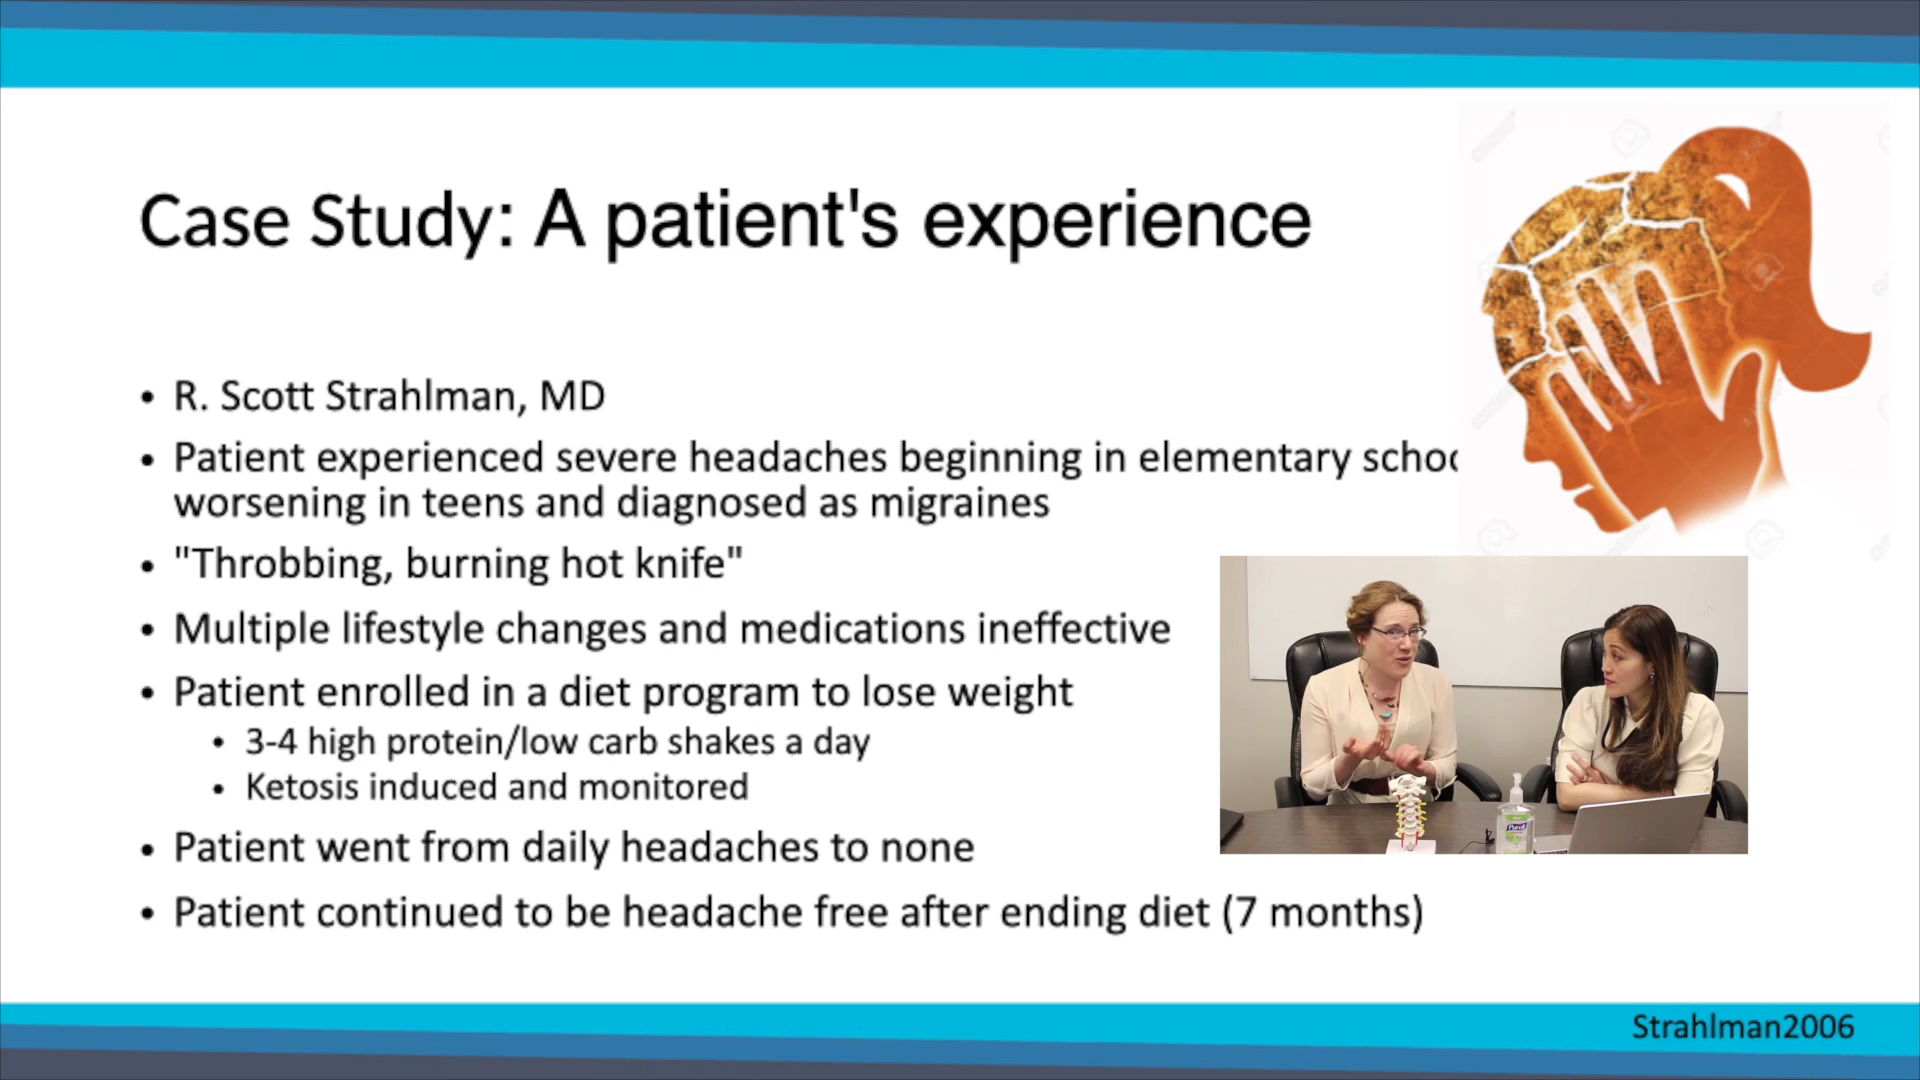 Case Study: A patient's experience
• R. Scott Strahlman, MD
• Patient experienced severe headaches beginning in elementary schoo
worsening in teens and diagnosed as migraines
• "Throbbing, burning hot knife"
• Multiple lifestyle changes and medications ineffective
• Patient enrolled in a diet program to lose weight
• 3-4 high protein/low carb shakes a day
• Ketosis induced and monitored
• Patient went from daily headaches to none
• Patient continued to be headache free after ending diet (7 months)
Purell
Strahlman2006